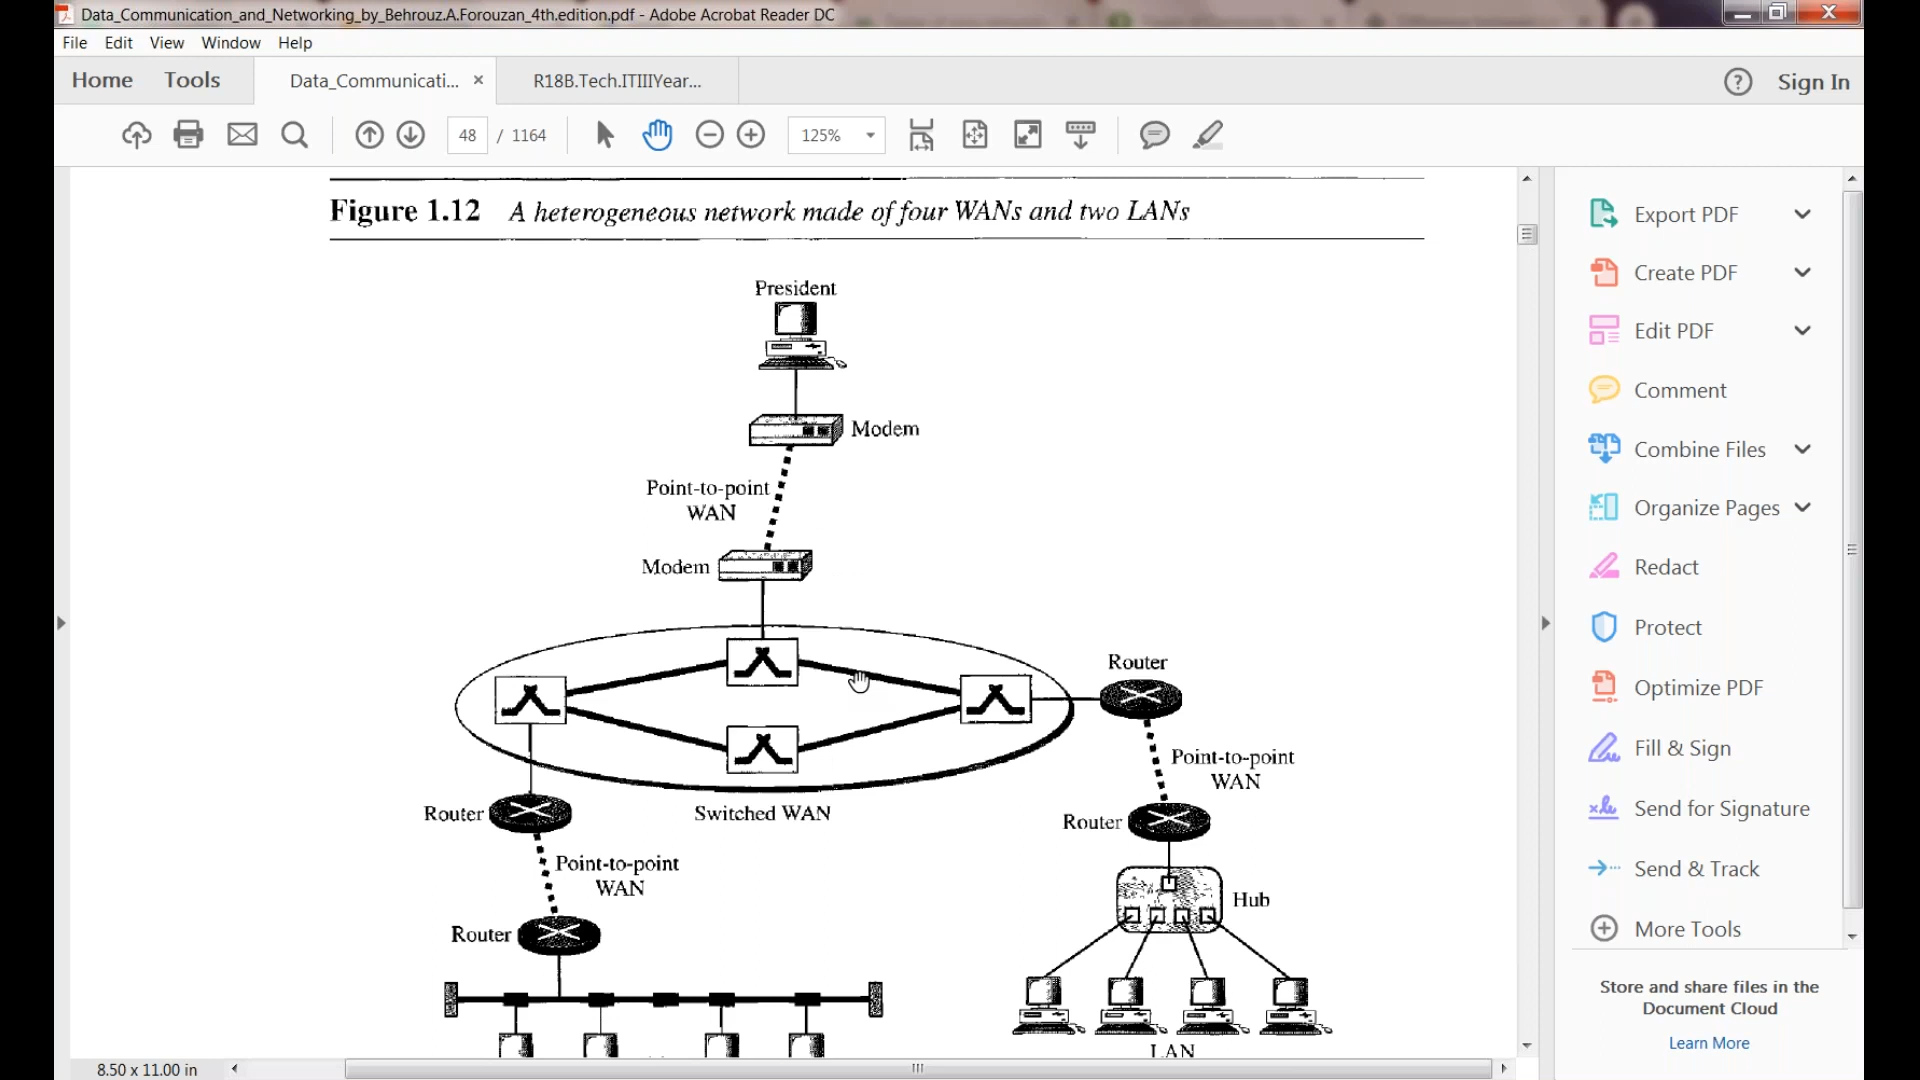 Data_Communication_and_Networking_by_Behrouz.A.Forouzan_4th.edition.pdf - Adobe Acrobat Reader DC
File Edit View Window Help
Home Tools Data_Communicati... × R18B.Tech.ITIIIYear... ? Sign In
48 / 1164 125%
Figure 1.12 A heterogeneous network made of four WANs and two LANs
President
Modem
Point-to-point
WAN
Modem
Router
Point-to-point
WAN
Router
Switched WAN
Router
Point-to-point
WAN
Router
Hub
LAN
Export PDF
Create PDF
Edit PDF
Comment
Combine Files
Organize Pages
Redact
Protect
Optimize PDF
Fill & Sign
Send for Signature
Send & Track
More Tools
Store and share files in the
Document Cloud
Learn More
8.50 x 11.00 in